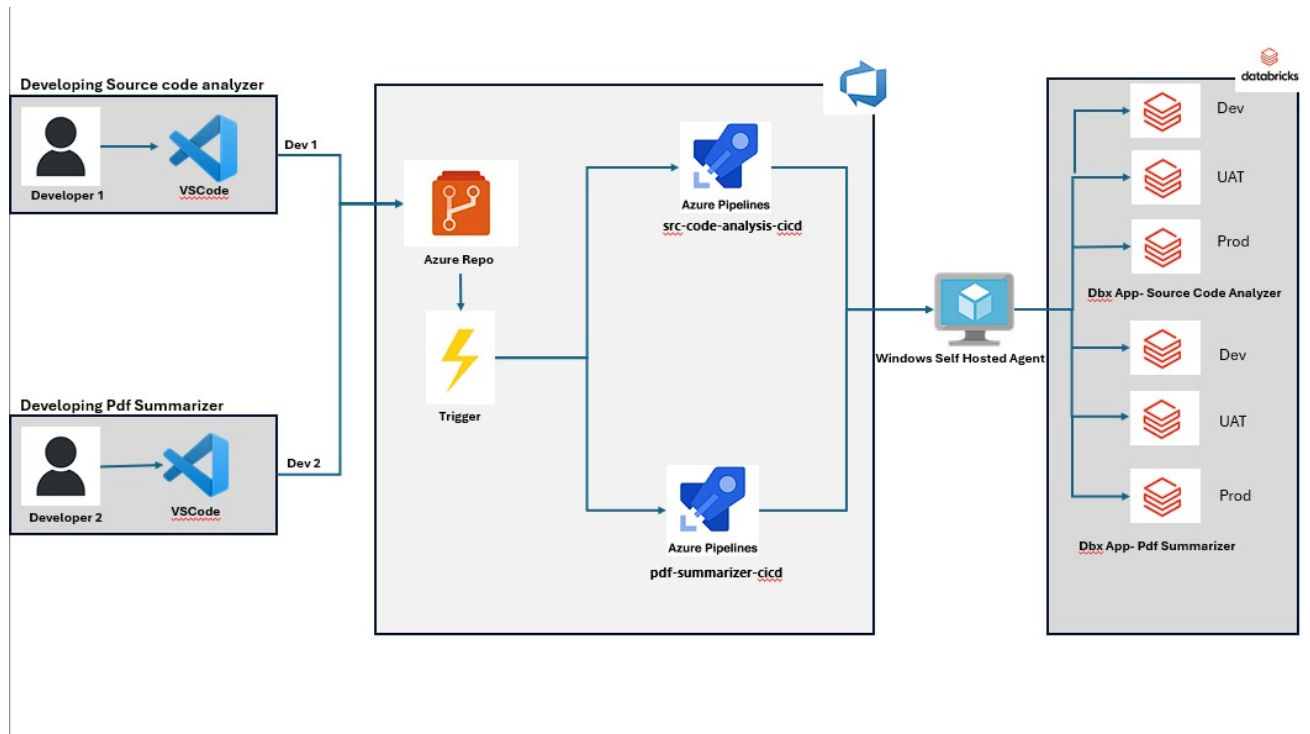 Developing Source code analyzer
Developer 1
VSCode
Dev 1
Developing Pdf Summarizer
Developer 2
VSCode
Dev 2
Azure Repo
Trigger
Azure Pipelines
src-code-analysis-cicd
Azure Pipelines
pdf-summarizer-cicd
Windows Self Hosted Agent
databricks
Dev
UAT
Prod
Dbx App- Source Code Analyzer
Dev
UAT
Prod
Dbx App- Pdf Summarizer